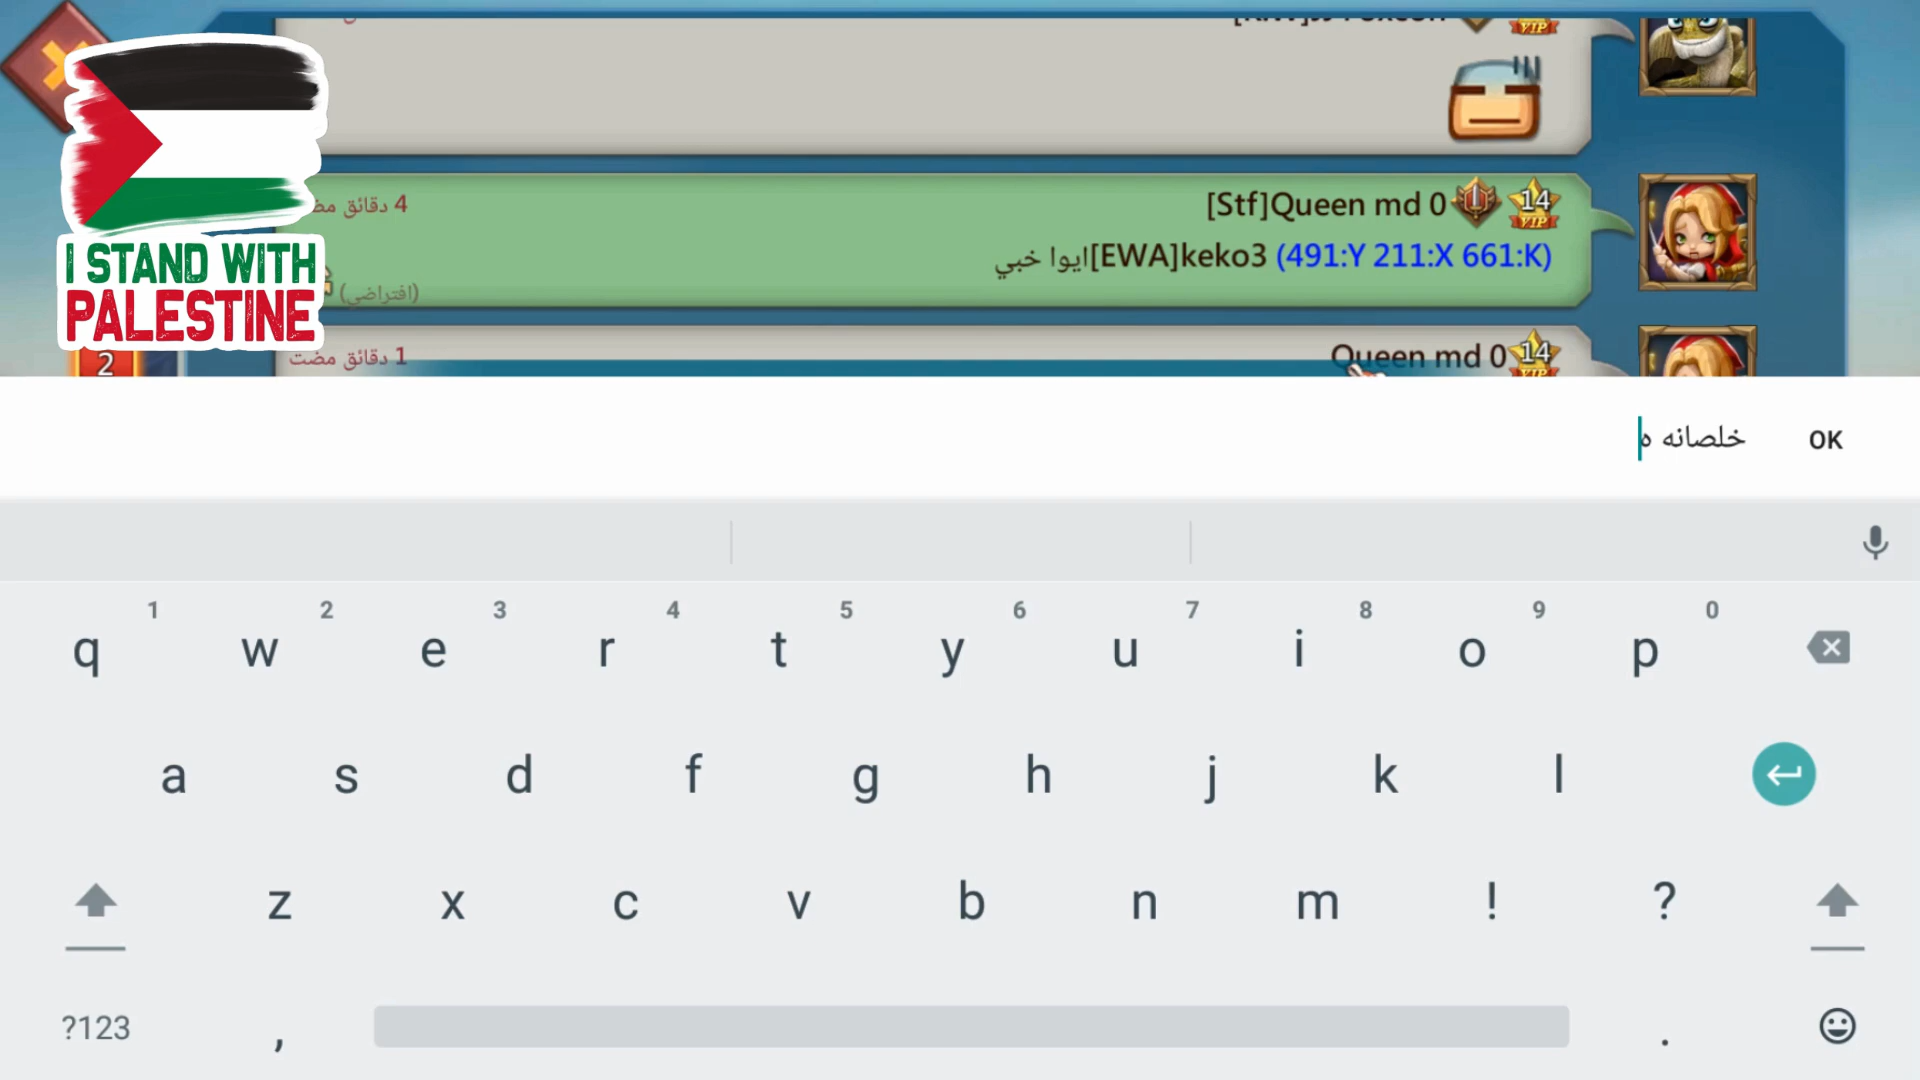 VIP
I STAND WITH
PALESTINE
4 دقائق
[Stf]Queen md 0
14
VIP
ايوا خبي[EWA]keko3 (491:Y 211:X 661:K)
(افتراضي)
2
1 دقائق مضت
Queen md 0
14
VIP
خلصانه ه
OK
1 2 3 4 5 6 7 8 9 0
q w e r t y u i o p
a s d f g h j k l
z x c v b n m ! ?
?123 , .